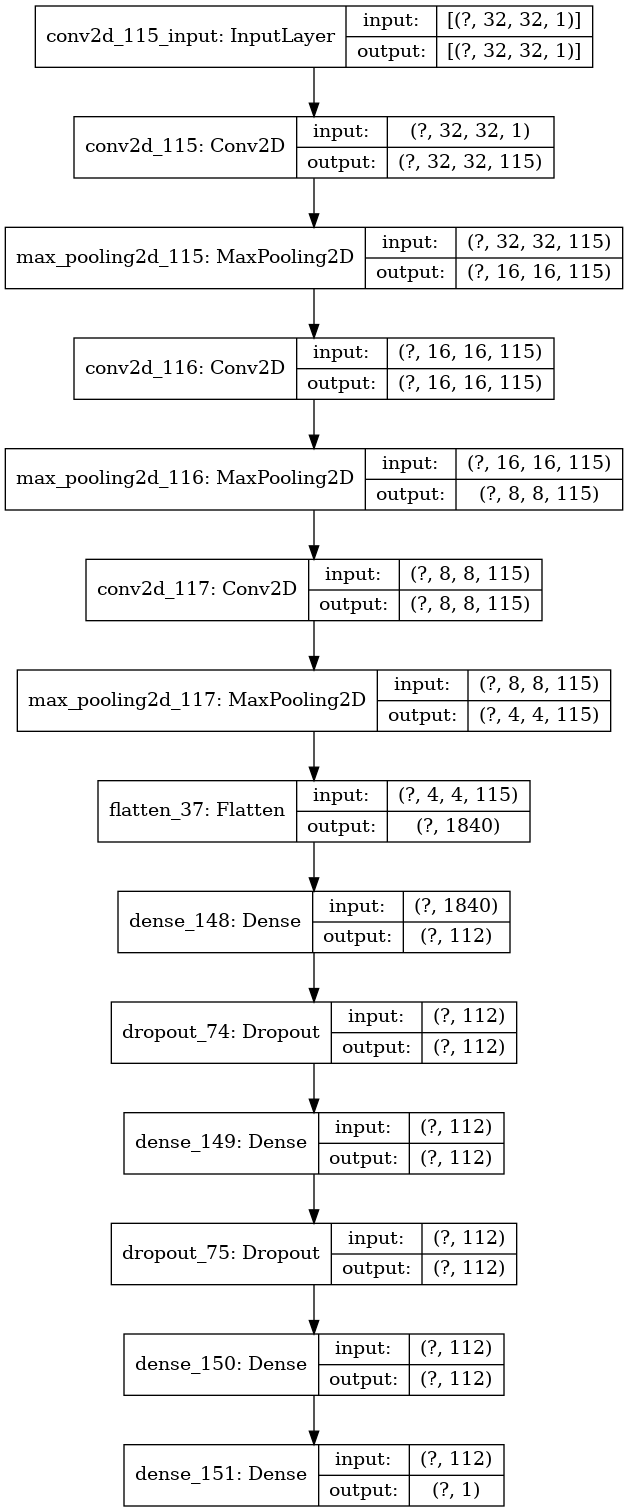 conv2d_115_input: InputLayer input: [(?, 32, 32, 1)]
output: [(?, 32, 32, 1)]
conv2d_115: Conv2D input: (?, 32, 32, 1)
output: (?, 32, 32, 115)
max_pooling2d_115: MaxPooling2D input: (?, 32, 32, 115)
output: (?, 16, 16, 115)
conv2d_116: Conv2D input: (?, 16, 16, 115)
output: (?, 16, 16, 115)
max_pooling2d_116: MaxPooling2D input: (?, 16, 16, 115)
output: (?, 8, 8, 115)
conv2d_117: Conv2D input: (?, 8, 8, 115)
output: (?, 8, 8, 115)
max_pooling2d_117: MaxPooling2D input: (?, 8, 8, 115)
output: (?, 4, 4, 115)
flatten_37: Flatten input: (?, 4, 4, 115)
output: (?, 1840)
dense_148: Dense input: (?, 1840)
output: (?, 112)
dropout_74: Dropout input: (?, 112)
output: (?, 112)
dense_149: Dense input: (?, 112)
output: (?, 112)
dropout_75: Dropout input: (?, 112)
output: (?, 112)
dense_150: Dense input: (?, 112)
output: (?, 112)
dense_151: Dense input: (?, 112)
output: (?, 1)